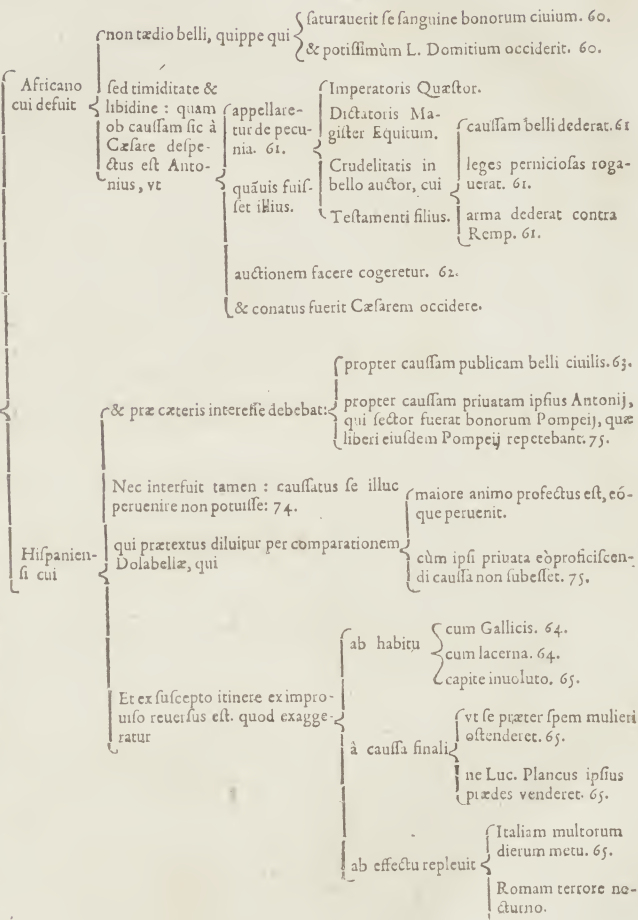 non tædio belli, quippe qui
ſaturauerit ſe ſanguine bonorum ciuium. 60.
& potiſſimùm L. Domitium occiderit. 60.
Africano
cui defuit
ſed timiditate &
libidine : quam
ob cauſſam ſic à
Cæſare deſpe-
ctus eſt Anto-
nius, vt
appellare-
tur de pecu-
nia. 61.
quãuis fuiſ-
ſet illius.
Imperatoris Quæſtor.
Dictatoris Ma-
giſter Equitum.
Crudelitatis in
bello auctor, cui
cauſſam belli dederat. 61
leges pernicioſas roga-
uerat. 61.
arma dederat contra
Remp. 61.
Teſtamenti filius.
auctionem facere cogeretur. 62.
& conatus fuerit Cæſarem occidere.
Hiſpanien-
ſi cui
& præ cæteris intereſſe debebat:
propter cauſſam publicam belli ciuilis. 63.
propter cauſſam priuatam ipſius Antonij,
qui ſector fuerat bonorum Pompeij, quæ
liberi eiuſdem Pompeij repetebant. 75.
Nec interfuit tamen : cauſſatus ſe illuc
peruenire non potuiſſe: 74.
qui prætextus diluitur per comparationem
Dolabellæ, qui
maiore animo profectus eſt, eó-
que peruenit.
cùm ipſi priuata eò proficiſcen-
di cauſſa non ſubeſſet. 75.
Et ex ſuſcepto itinere ex impro-
uiſo reuerſus eſt. quod exagge-
ratur
ab habitu
cum Gallicis. 64.
cum lacerna. 64.
capite inuoluto. 65.
à cauſſa finali
vt ſe præter ſpem mulieri
oſtenderet. 65.
ne Luc. Plancus ipſius
prædes venderet. 65.
ab effectu repleuit
Italiam multorum
dierum metu. 65.
Romam terrore no-
cturno.